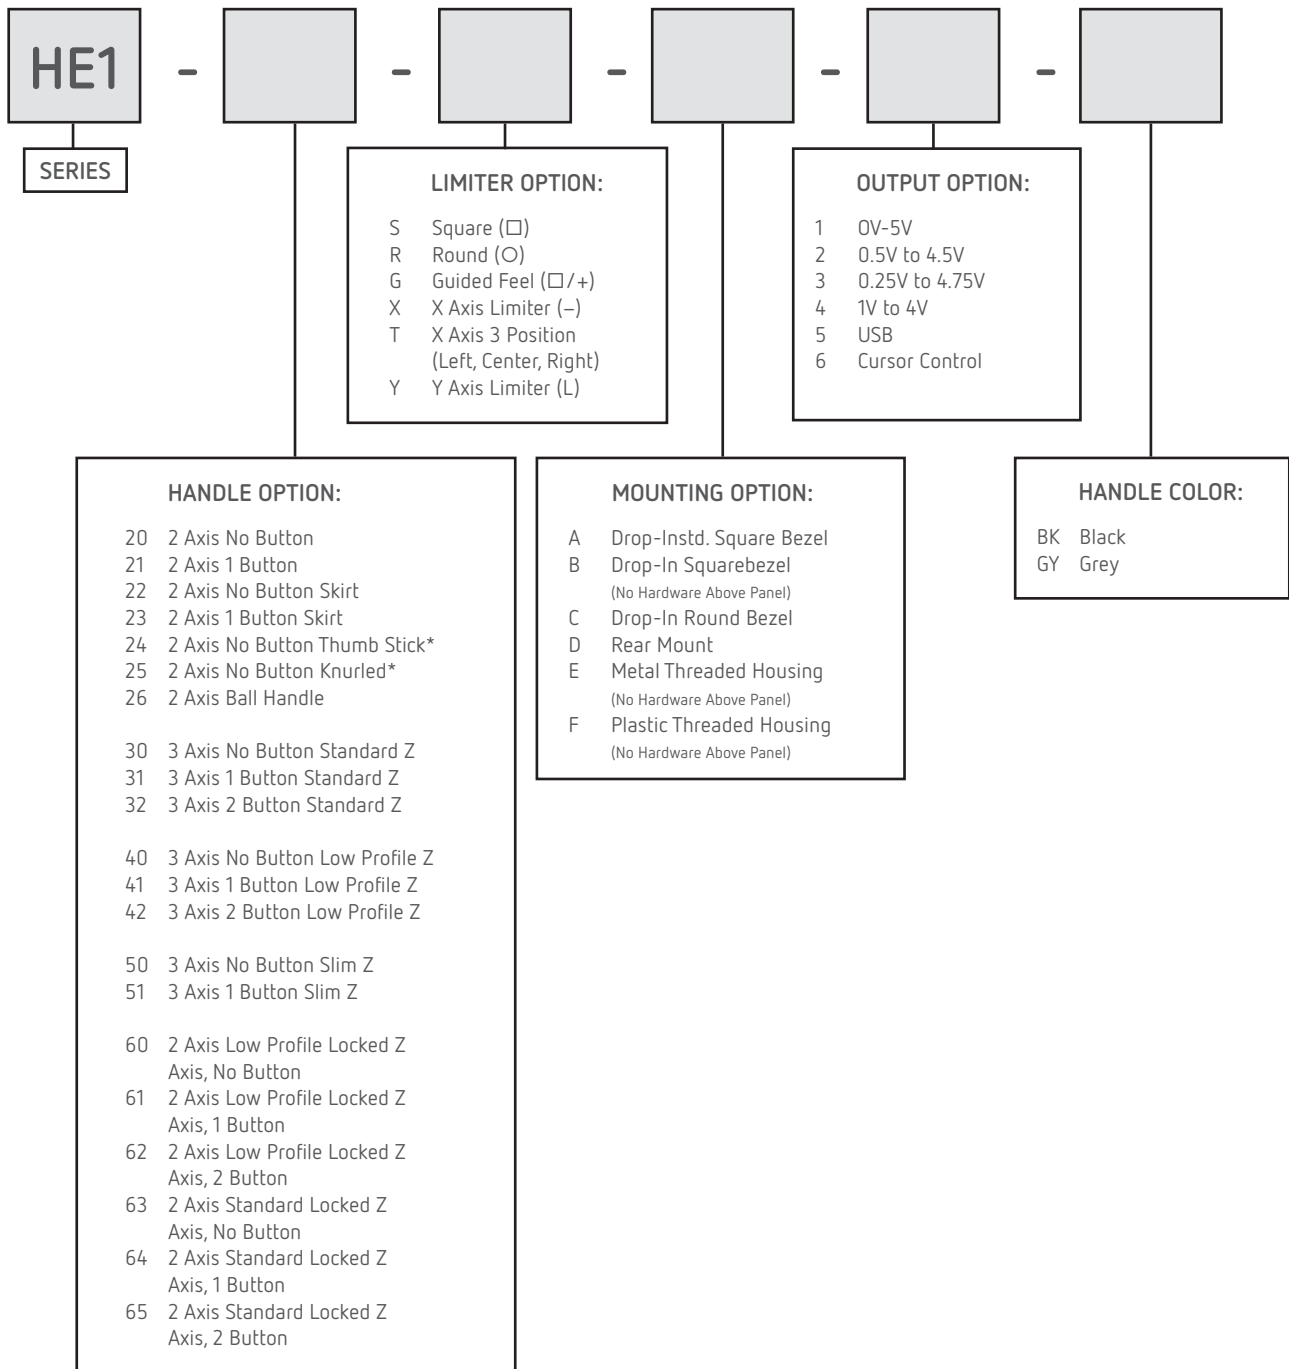 HE1 - - - - -
SERIES
LIMITER OPTION:
S Square (□)
R Round (○)
G Guided Feel (□/+)
X X Axis Limiter (–)
T X Axis 3 Position
(Left, Center, Right)
Y Y Axis Limiter (L)
OUTPUT OPTION:
1 0V-5V
2 0.5V to 4.5V
3 0.25V to 4.75V
4 1V to 4V
5 USB
6 Cursor Control
HANDLE OPTION:
20 2 Axis No Button
21 2 Axis 1 Button
22 2 Axis No Button Skirt
23 2 Axis 1 Button Skirt
24 2 Axis No Button Thumb Stick*
25 2 Axis No Button Knurled*
26 2 Axis Ball Handle
30 3 Axis No Button Standard Z
31 3 Axis 1 Button Standard Z
32 3 Axis 2 Button Standard Z
40 3 Axis No Button Low Profile Z
41 3 Axis 1 Button Low Profile Z
42 3 Axis 2 Button Low Profile Z
50 3 Axis No Button Slim Z
51 3 Axis 1 Button Slim Z
60 2 Axis Low Profile Locked Z
Axis, No Button
61 2 Axis Low Profile Locked Z
Axis, 1 Button
62 2 Axis Low Profile Locked Z
Axis, 2 Button
63 2 Axis Standard Locked Z
Axis, No Button
64 2 Axis Standard Locked Z
Axis, 1 Button
65 2 Axis Standard Locked Z
Axis, 2 Button
MOUNTING OPTION:
A Drop-Instd. Square Bezel
B Drop-In Squarebezel
(No Hardware Above Panel)
C Drop-In Round Bezel
D Rear Mount
E Metal Threaded Housing
(No Hardware Above Panel)
F Plastic Threaded Housing
(No Hardware Above Panel)
HANDLE COLOR:
BK Black
GY Grey